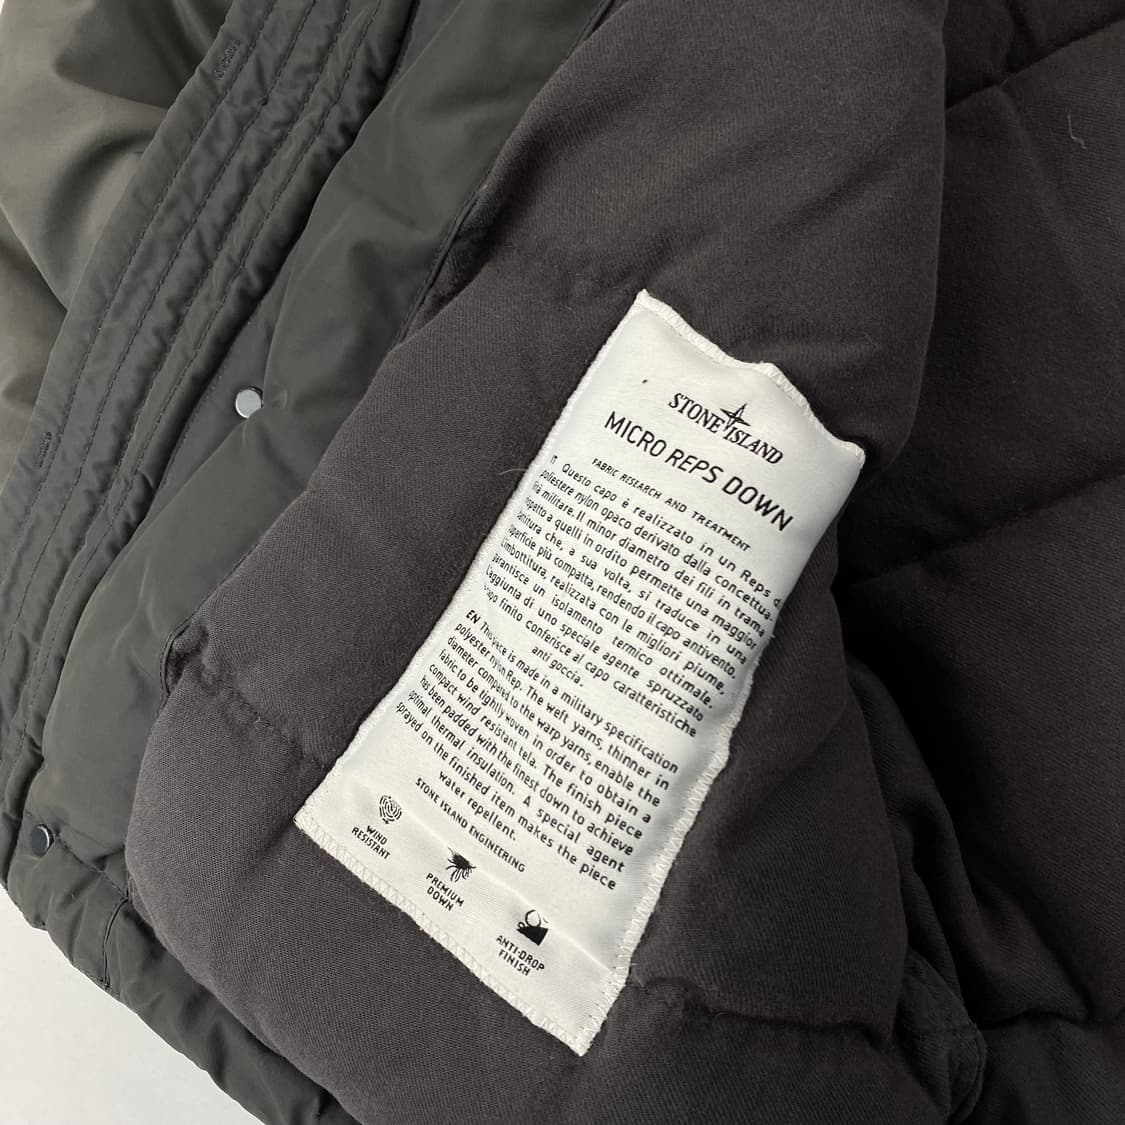 STONE ISLAND
MICRO REPS DOWN
FABRIC RESEARCH AND TREATMENT
IT Questo capo è realizzato in un Reps d
poliestere nylon opaco derivato dalla concettua
lità militare. Il minor diametro dei fili in trama
rispetto a quelli in ordito permette una maggior
battitura che, a sua volta, si traduce in una
superficie più compatta, rendendo il capo antivento.
L'imbottitura, realizzata con le migliori piume,
garantisce un isolamento termico ottimale.
L'aggiunta di uno speciale agente spruzzato
capo finito conferisce al capo caratteristiche
anti goccia.
EN The piece is made in a military specification
polyester nylon Rep. The weft yarns, thinner in
diameter compared to the warp yarns, enable the
fabric to be tightly woven in order to obtain a
compact wind resistant tela. The finish piece
has been padded with the finest down to achieve
optimal thermal insulation. A special agent
sprayed on the finished item makes the piece
water repellent.
STONE ISLAND ENGINEERING
WIND
RESISTANT
PREMIUM
DOWN
ANTI-DROP
FINISH